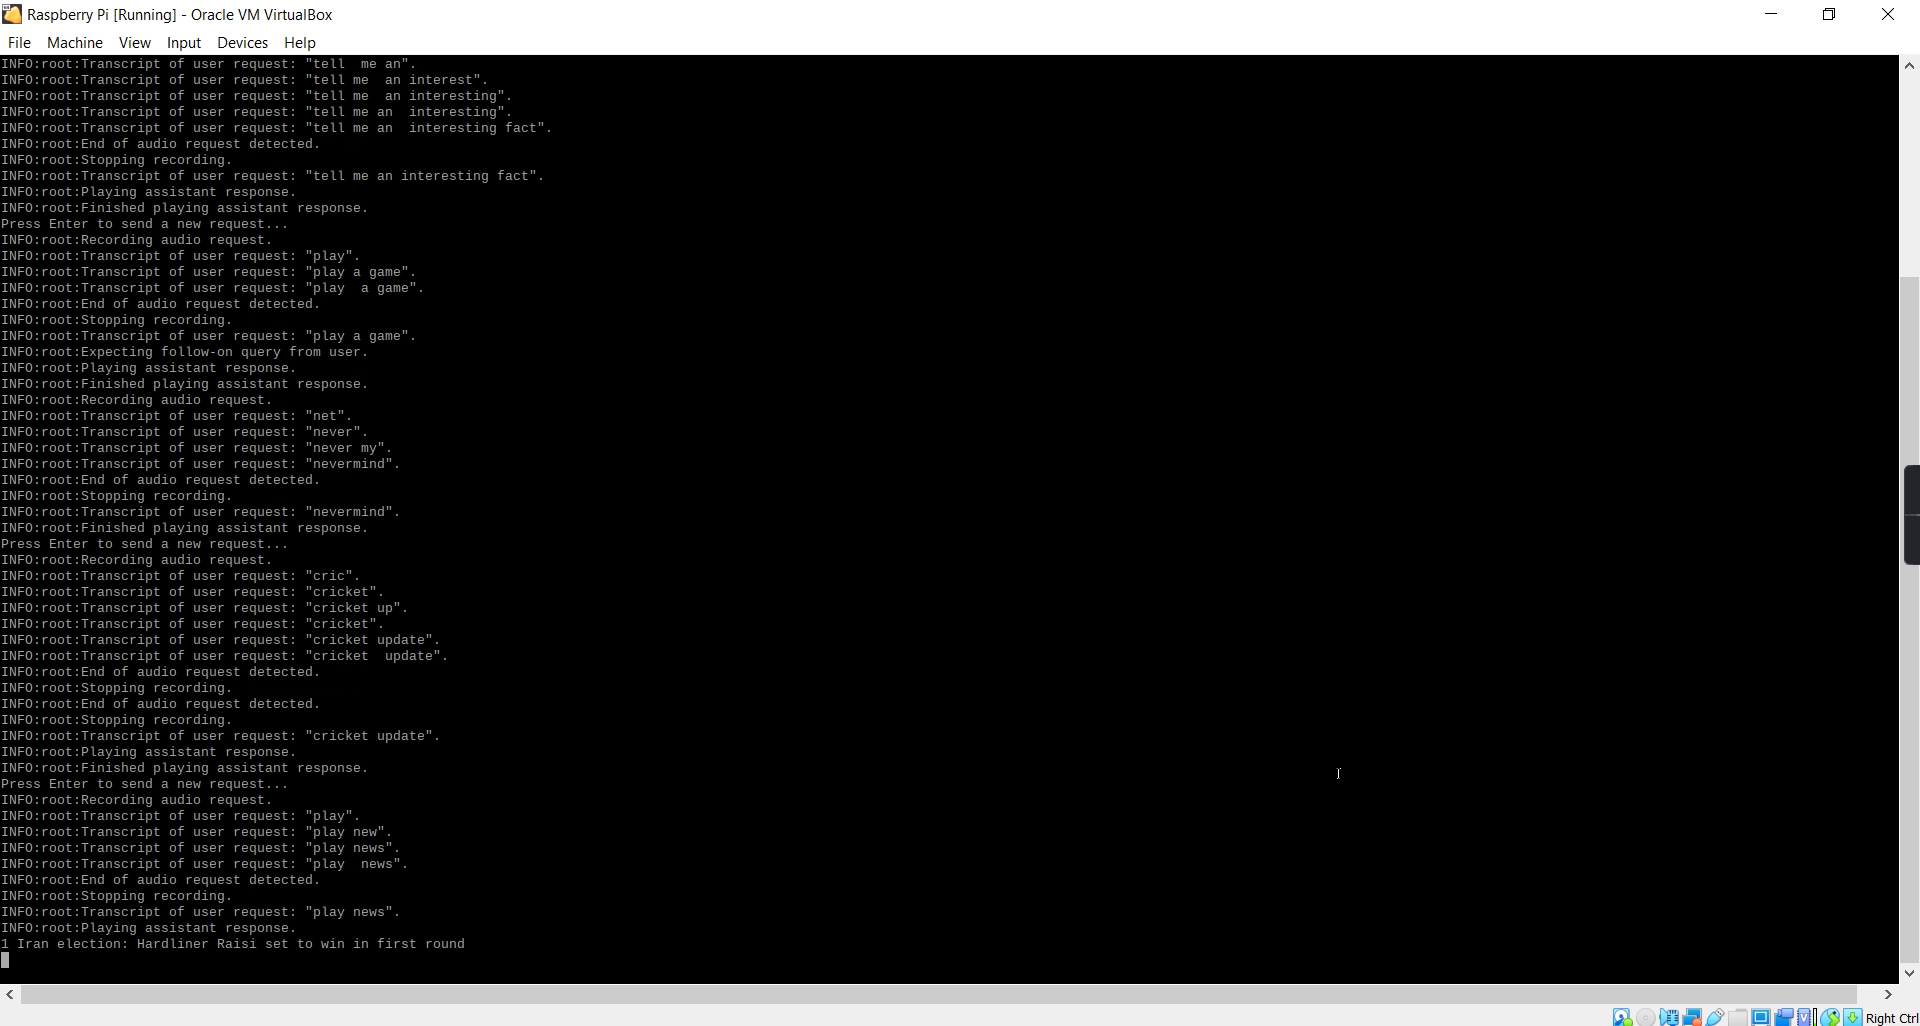 Raspberry Pi [Running] - Oracle VM VirtualBox
File Machine View Input Devices Help
INFO:root:Transcript of user request: "tell  me an".
INFO:root:Transcript of user request: "tell me  an interest".
INFO:root:Transcript of user request: "tell me  an interesting".
INFO:root:Transcript of user request: "tell me an  interesting".
INFO:root:Transcript of user request: "tell me an  interesting fact".
INFO:root:End of audio request detected.
INFO:root:Stopping recording.
INFO:root:Transcript of user request: "tell me an interesting fact".
INFO:root:Playing assistant response.
INFO:root:Finished playing assistant response.
Press Enter to send a new request...
INFO:root:Recording audio request.
INFO:root:Transcript of user request: "play".
INFO:root:Transcript of user request: "play a game".
INFO:root:Transcript of user request: "play  a game".
INFO:root:End of audio request detected.
INFO:root:Stopping recording.
INFO:root:Transcript of user request: "play a game".
INFO:root:Expecting follow-on query from user.
INFO:root:Playing assistant response.
INFO:root:Finished playing assistant response.
INFO:root:Recording audio request.
INFO:root:Transcript of user request: "net".
INFO:root:Transcript of user request: "never".
INFO:root:Transcript of user request: "never my".
INFO:root:Transcript of user request: "nevermind".
INFO:root:End of audio request detected.
INFO:root:Stopping recording.
INFO:root:Transcript of user request: "nevermind".
INFO:root:Finished playing assistant response.
Press Enter to send a new request...
INFO:root:Recording audio request.
INFO:root:Transcript of user request: "cric".
INFO:root:Transcript of user request: "cricket".
INFO:root:Transcript of user request: "cricket up".
INFO:root:Transcript of user request: "cricket".
INFO:root:Transcript of user request: "cricket update".
INFO:root:Transcript of user request: "cricket  update".
INFO:root:End of audio request detected.
INFO:root:Stopping recording.
INFO:root:End of audio request detected.
INFO:root:Stopping recording.
INFO:root:Transcript of user request: "cricket update".
INFO:root:Playing assistant response.
INFO:root:Finished playing assistant response.
Press Enter to send a new request...
INFO:root:Recording audio request.
INFO:root:Transcript of user request: "play".
INFO:root:Transcript of user request: "play new".
INFO:root:Transcript of user request: "play news".
INFO:root:Transcript of user request: "play  news".
INFO:root:End of audio request detected.
INFO:root:Stopping recording.
INFO:root:Transcript of user request: "play news".
INFO:root:Playing assistant response.
1 Iran election: Hardliner Raisi set to win in first round
Right Ctrl